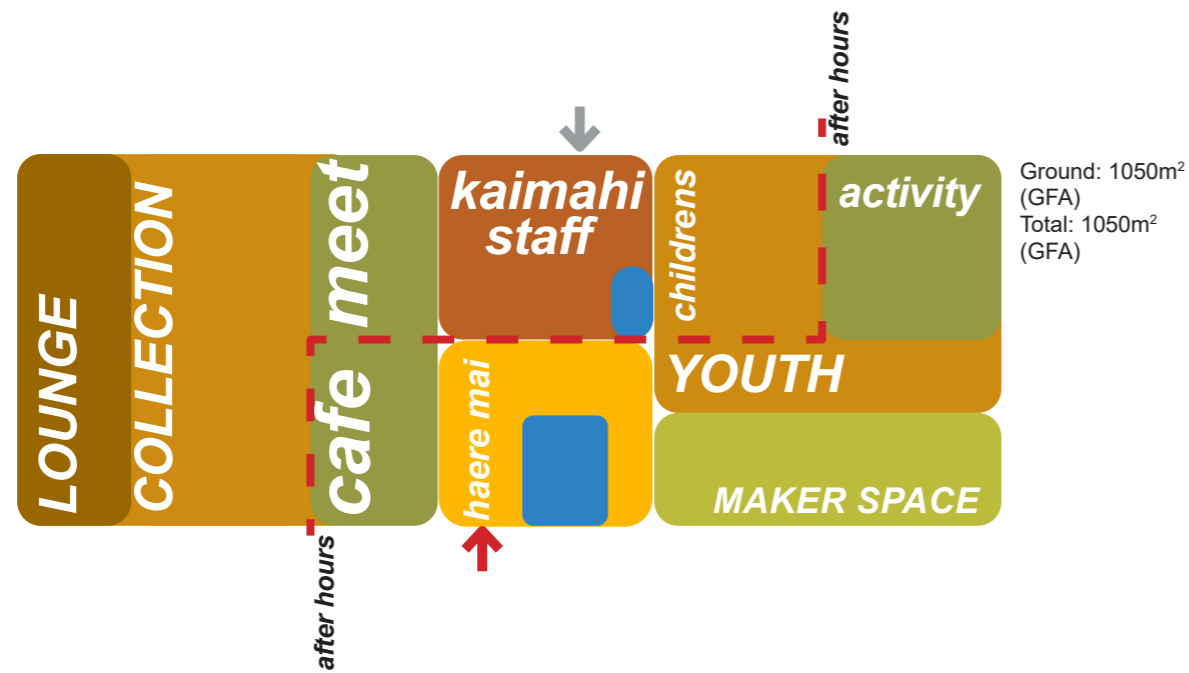 LOUNGE
COLLECTION
cafe meet
kaimahi
staff
haere mai
childrens
YOUTH
activity
MAKER SPACE
after hours
after hours
Ground: 1050m²
(GFA)
Total: 1050m²
(GFA)